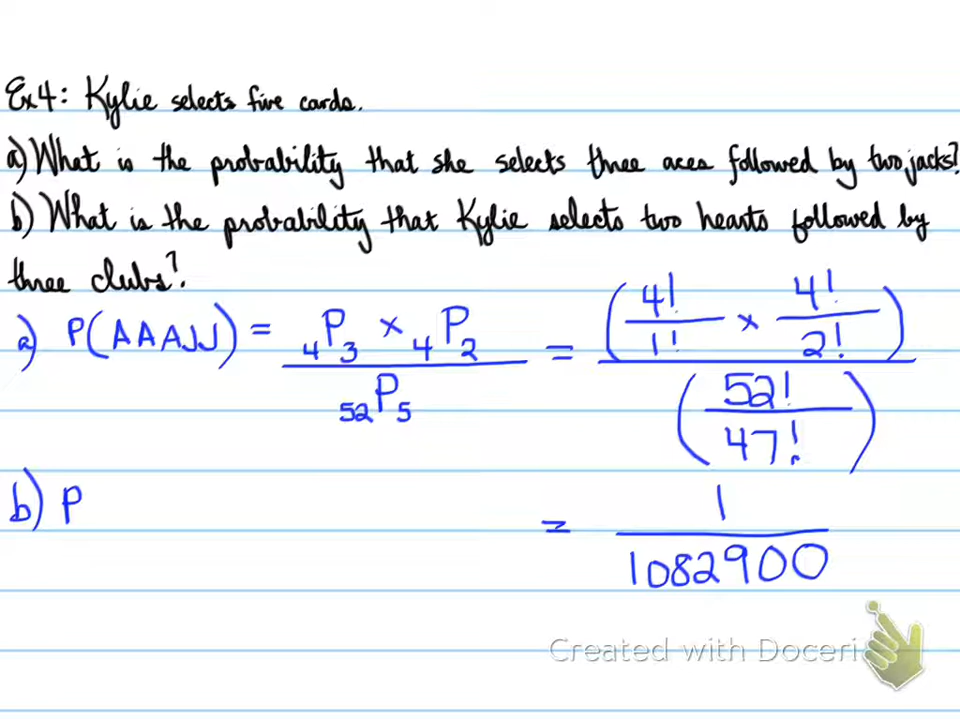 Ex4: Kylie selects five cards.
a) What is the probability that she selects three aces followed by two jacks?
b) What is the probability that Kylie selects two hearts followed by
three clubs?
a) P(AAAJJ) = (₄P₃ × ₄P₂) / ₅₂P₅ = (4!/1! × 4!/2!) / (52!/47!)
b) P
= 1/1082900
Created with Doceri